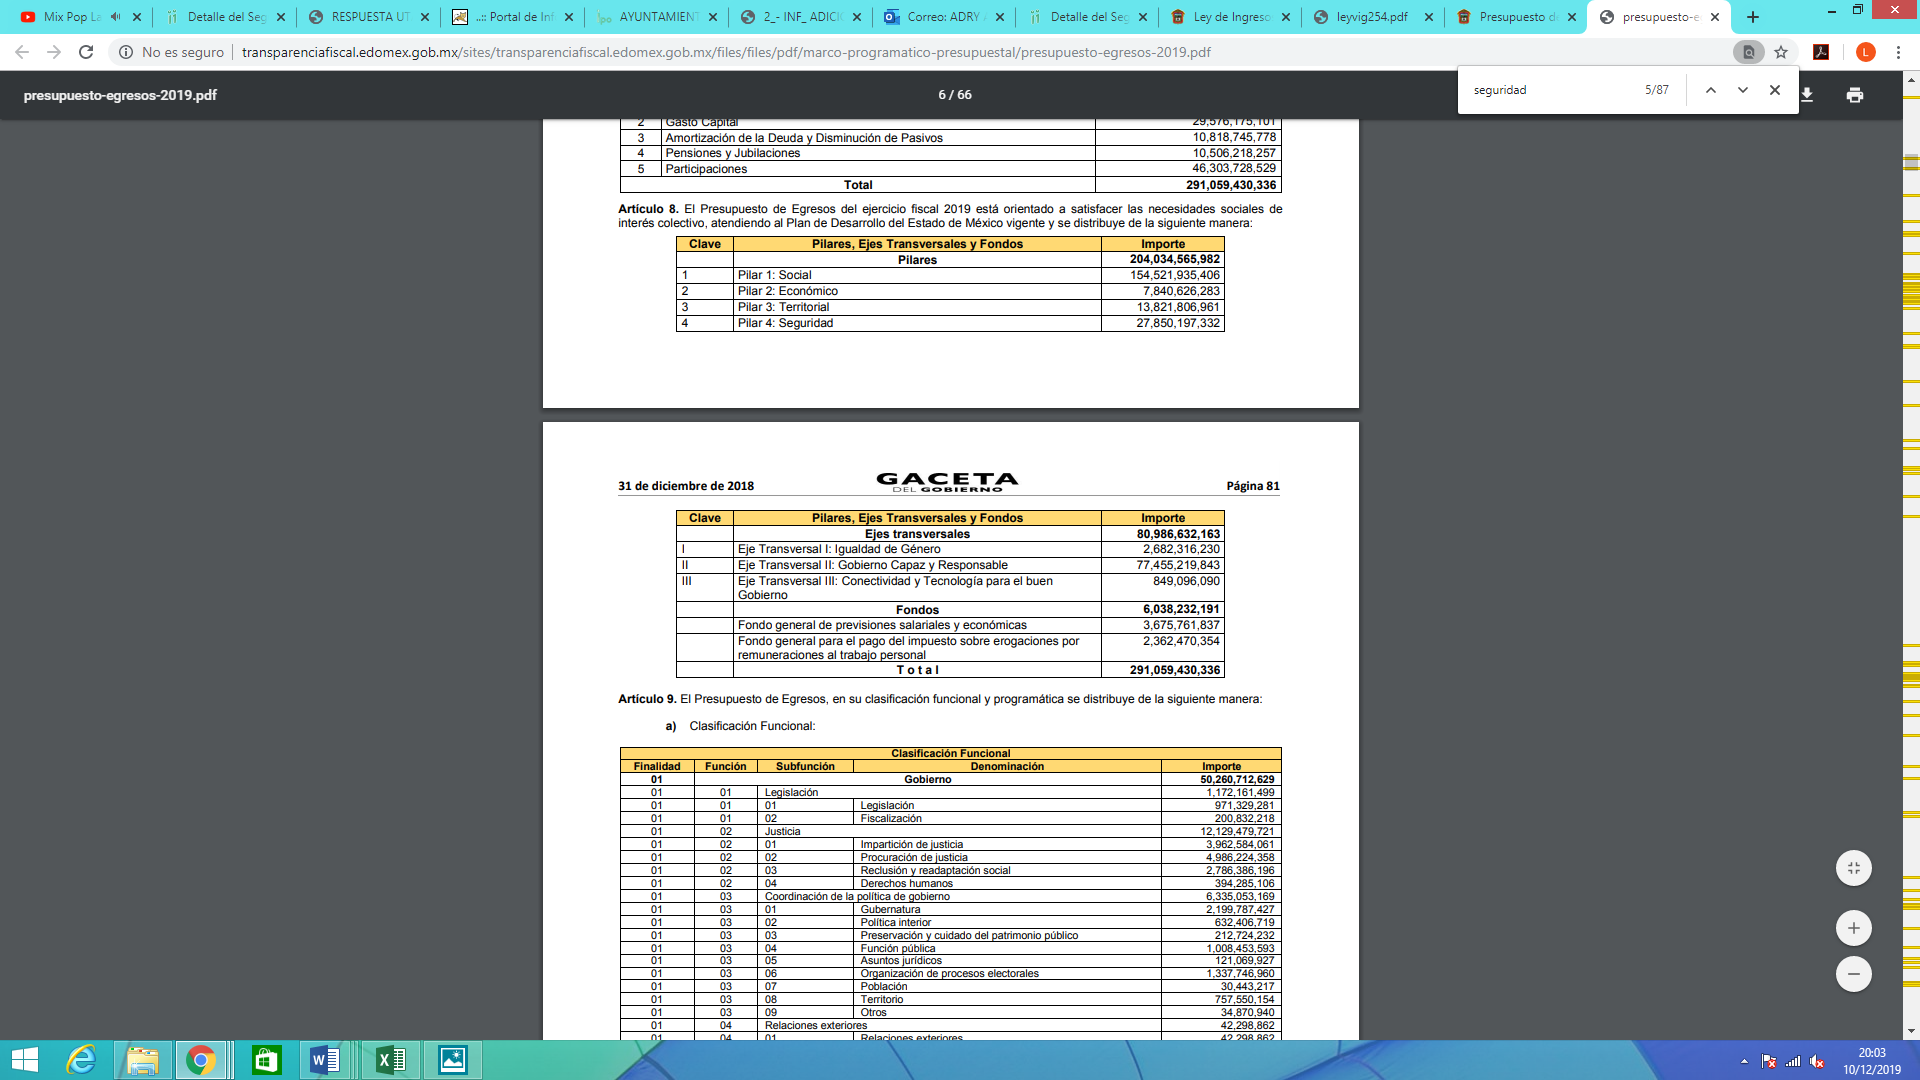 Mix Pop La
Detalle del Seg
RESPUESTA UT
..:: Portal de Inf
AYUNTAMIENT
2_- INF_ ADICI
Correo: ADRY
Detalle del Seg
Ley de Ingreso
leyvig254.pdf
Presupuesto d
presupuesto-e
No es seguro | transparenciafiscal.edomex.gob.mx/sites/transparenciafiscal.edomex.gob.mx/files/files/pdf/marco-programatico-presupuestal/presupuesto-egresos-2019.pdf
L
presupuesto-egresos-2019.pdf
6 / 66
seguridad 5/87
2 Gasto Capital 29,576,175,101
3 Amortización de la Deuda y Disminución de Pasivos 10,818,745,778
4 Pensiones y Jubilaciones 10,506,218,257
5 Participaciones 46,303,728,529
Total 291,059,430,336
Artículo 8. El Presupuesto de Egresos del ejercicio fiscal 2019 está orientado a satisfacer las necesidades sociales de
interés colectivo, atendiendo al Plan de Desarrollo del Estado de México vigente y se distribuye de la siguiente manera:
Clave Pilares, Ejes Transversales y Fondos Importe
Pilares 204,034,565,982
1 Pilar 1: Social 154,521,935,406
2 Pilar 2: Económico 7,840,626,283
3 Pilar 3: Territorial 13,821,806,961
4 Pilar 4: Seguridad 27,850,197,332
31 de diciembre de 2018
GACETA
DEL GOBIERNO
Página 81
Clave Pilares, Ejes Transversales y Fondos Importe
Ejes transversales 80,986,632,163
I Eje Transversal I: Igualdad de Género 2,682,316,230
II Eje Transversal II: Gobierno Capaz y Responsable 77,455,219,843
III Eje Transversal III: Conectividad y Tecnología para el buen 849,096,090
Gobierno
Fondos 6,038,232,191
Fondo general de previsiones salariales y económicas 3,675,761,837
Fondo general para el pago del impuesto sobre erogaciones por 2,362,470,354
remuneraciones al trabajo personal
T o t a l 291,059,430,336
Artículo 9. El Presupuesto de Egresos, en su clasificación funcional y programática se distribuye de la siguiente manera:
a) Clasificación Funcional:
Clasificación Funcional
Finalidad Función Subfunción Denominación Importe
01 Gobierno 50,260,712,629
01 01 Legislación 1,172,161,499
01 01 01 Legislación 971,329,281
01 01 02 Fiscalización 200,832,218
01 02 Justicia 12,129,479,721
01 02 01 Impartición de justicia 3,962,584,061
01 02 02 Procuración de justicia 4,986,224,358
01 02 03 Reclusión y readaptación social 2,786,386,196
01 02 04 Derechos humanos 394,285,106
01 03 Coordinación de la política de gobierno 6,335,053,169
01 03 01 Gubernatura 2,199,787,427
01 03 02 Política interior 632,406,719
01 03 03 Preservación y cuidado del patrimonio público 212,724,232
01 03 04 Función pública 1,008,453,593
01 03 05 Asuntos jurídicos 121,069,927
01 03 06 Organización de procesos electorales 1,337,746,960
01 03 07 Población 30,443,217
01 03 08 Territorio 757,550,154
01 03 09 Otros 34,870,940
01 04 Relaciones exteriores 42,298,862
01 04 01 Relaciones exteriores 42,298,862
20:03
10/12/2019